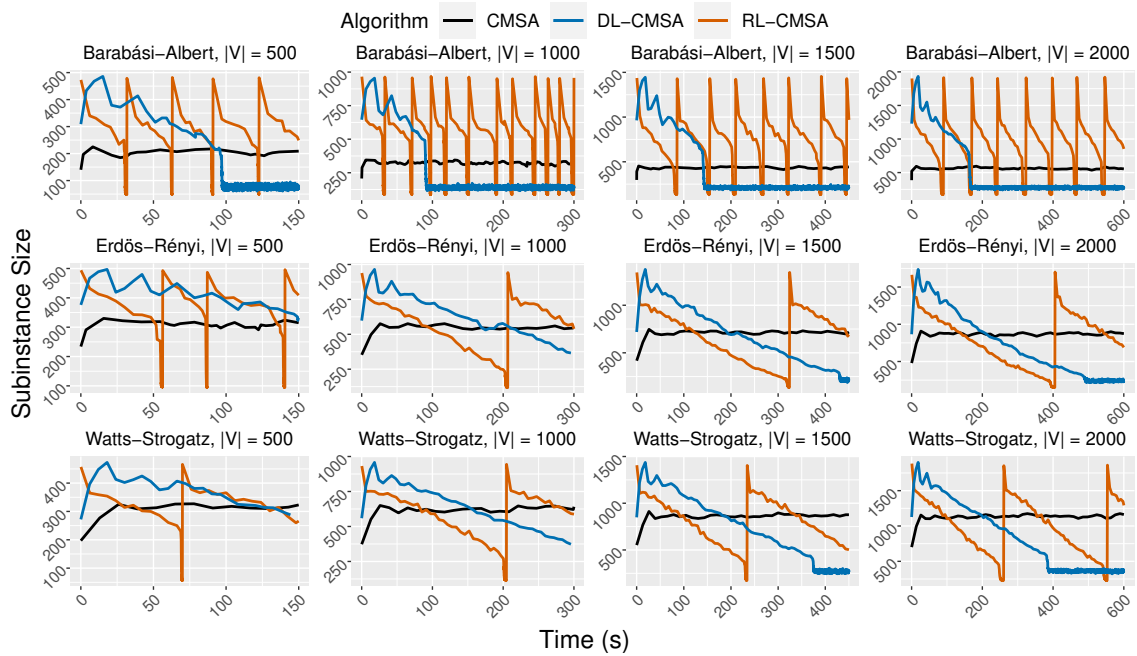 Algorithm CMSA DL−CMSA RL−CMSA
Barabási−Albert, |V| = 500
Barabási−Albert, |V| = 1000
Barabási−Albert, |V| = 1500
Barabási−Albert, |V| = 2000
500
400
300
200
100
0 50 100 150
1000
750
500
250
0 100 200 300
1500
1000
500
0 100 200 300 400
2000
1500
1000
500
0 200 400 600
Erdös−Rényi, |V| = 500
Erdös−Rényi, |V| = 1000
Erdös−Rényi, |V| = 1500
Erdös−Rényi, |V| = 2000
500
400
300
200
100
0 50 100 150
1000
750
500
250
0 100 200 300
1000
500
0 100 200 300 400
1500
1000
500
0 200 400 600
Watts−Strogatz, |V| = 500
Watts−Strogatz, |V| = 1000
Watts−Strogatz, |V| = 1500
Watts−Strogatz, |V| = 2000
400
300
200
100
0 50 100 150
1000
750
500
250
0 100 200 300
1500
1000
500
0 100 200 300 400
1500
1000
500
0 200 400 600
Subinstance Size
Time (s)